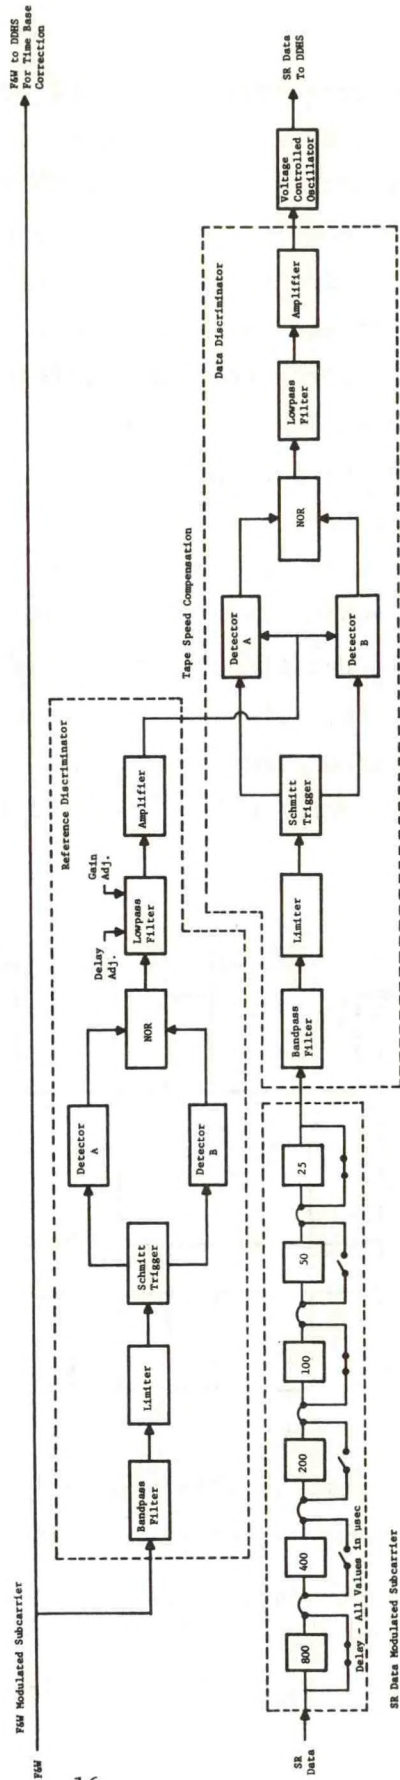 F&W Modulated Subcarrier
F&W
F&W to DDHS
For Time Base
Correction
Reference Discriminator
Bandpass
Filter
Limiter
Schmitt
Trigger
Detector
A
Detector
B
NOR
Delay
Adj.
Gain
Adj.
Lowpass
Filter
Amplifier
Tape Speed Compensation
Data Discriminator
SR
Data
800
400
200
100
50
25
Delay - All Values in µsec
SR Data Modulated Subcarrier
Bandpass
Filter
Limiter
Schmitt
Trigger
Detector
A
Detector
B
NOR
Lowpass
Filter
Amplifier
Voltage
Controlled
Oscillator
SR Data
To DDHS
16